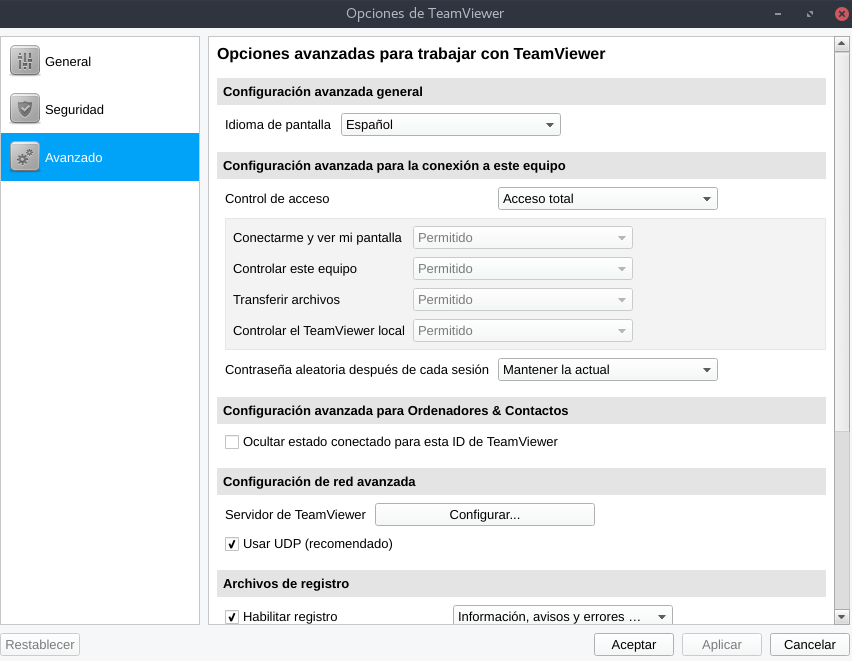 Opciones de TeamViewer
General
Seguridad
Avanzado
Opciones avanzadas para trabajar con TeamViewer
Configuración avanzada general
Idioma de pantalla Español
Configuración avanzada para la conexión a este equipo
Control de acceso Acceso total
Conectarme y ver mi pantalla Permitido
Controlar este equipo Permitido
Transferir archivos Permitido
Controlar el TeamViewer local Permitido
Contraseña aleatoria después de cada sesión Mantener la actual
Configuración avanzada para Ordenadores & Contactos
Ocultar estado conectado para esta ID de TeamViewer
Configuración de red avanzada
Servidor de TeamViewer Configurar...
Usar UDP (recomendado)
Archivos de registro
Habilitar registro Información, avisos y errores ...
Restablecer Aceptar Aplicar Cancelar